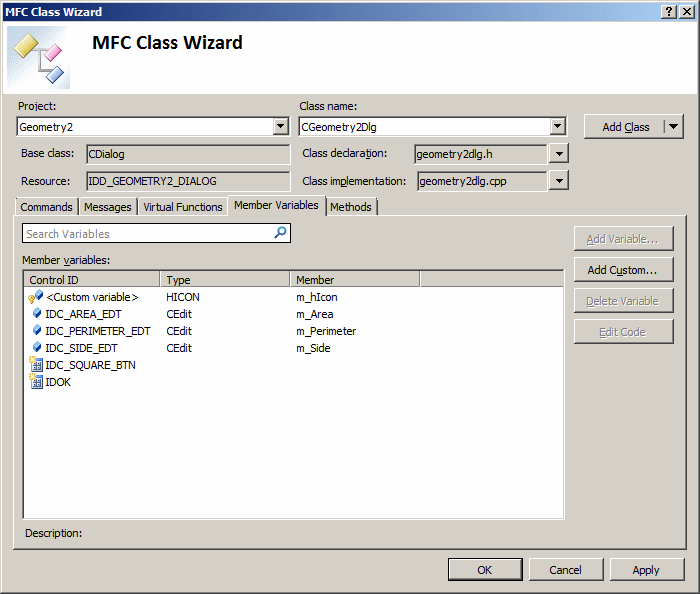 MFC Class Wizard
MFC Class Wizard
Project:
Class name:
Geometry2
CGeometry2Dlg
Add Class
Base class:
CDialog
Class declaration:
geometry2dlg.h
Resource:
IDD_GEOMETRY2_DIALOG
Class implementation:
geometry2dlg.cpp
Commands
Messages
Virtual Functions
Member Variables
Methods
Search Variables
Add Variable...
Member variables:
Add Custom...
Control ID Type Member
<Custom variable> HICON m_hIcon
Delete Variable
IDC_AREA_EDT CEdit m_Area
IDC_PERIMETER_EDT CEdit m_Perimeter
Edit Code
IDC_SIDE_EDT CEdit m_Side
IDC_SQUARE_BTN
IDOK
Description:
OK
Cancel
Apply